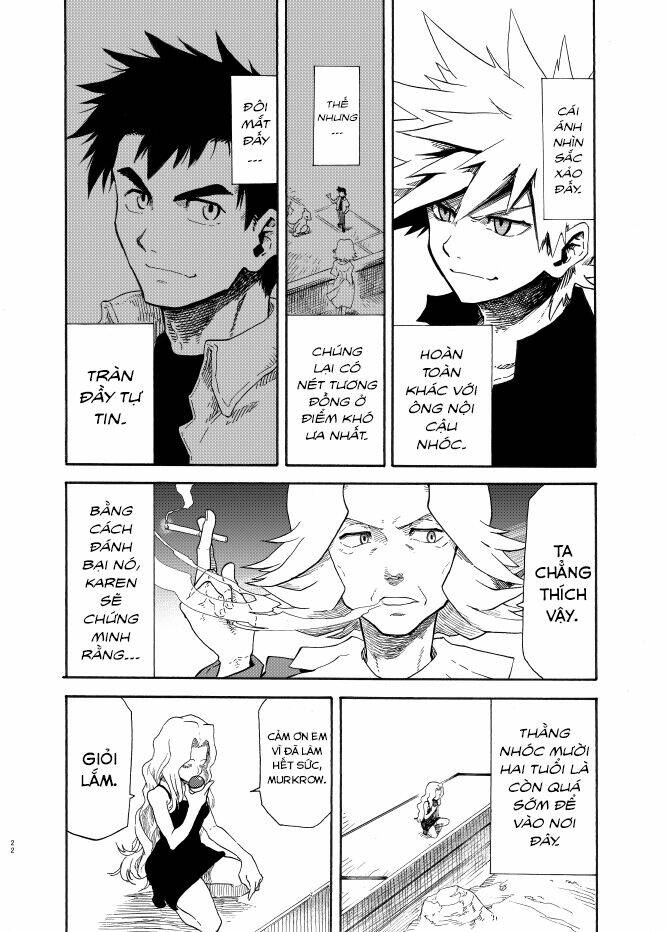 CÁI
ÁNH
NHÌN
SẮC
XẢO
ĐẤY.
HOÀN
TOÀN
KHÁC VỚI
ÔNG NỘI
CẬU
NHÓC.
THẾ
NHƯNG
---
CHÚNG
LẠI CÓ
NÉT TƯƠNG
ĐỒNG Ở
ĐIỂM KHÓ
ƯA NHẤT.
ĐÔI
MẮT
ĐẤY
---
TRÀN
ĐẦY TỰ
TIN.
TA
CHẲNG
THÍCH
VẬY.
BẰNG
CÁCH
ĐÁNH
BẠI NÓ,
KAREN
SẼ
CHỨNG
MINH
RẰNG---
THẰNG
NHÓC MƯỜI
HAI TUỔI LÀ
CÒN QUÁ
SỚM ĐỂ
VÀO NƠI
ĐÂY.
CẢM ƠN EM
VÌ ĐÃ LÀM
HẾT SỨC,
MURKROW.
GIỎI
LẮM.
22